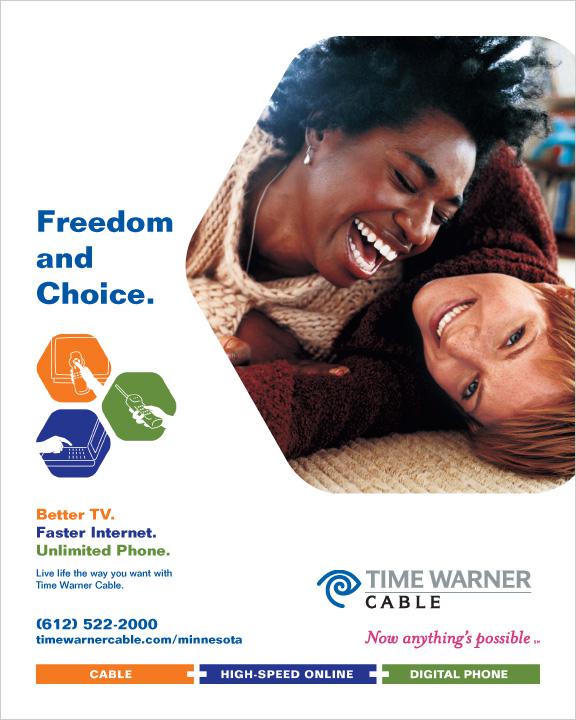 Freedom
and
Choice.
Better TV.
Faster Internet.
Unlimited Phone.
Live life the way you want with
Time Warner Cable.
(612) 522-2000
timewarnercable.com/minnesota
TIME WARNER
CABLE
Now anything's possible SM
CABLE + HIGH-SPEED ONLINE + DIGITAL PHONE